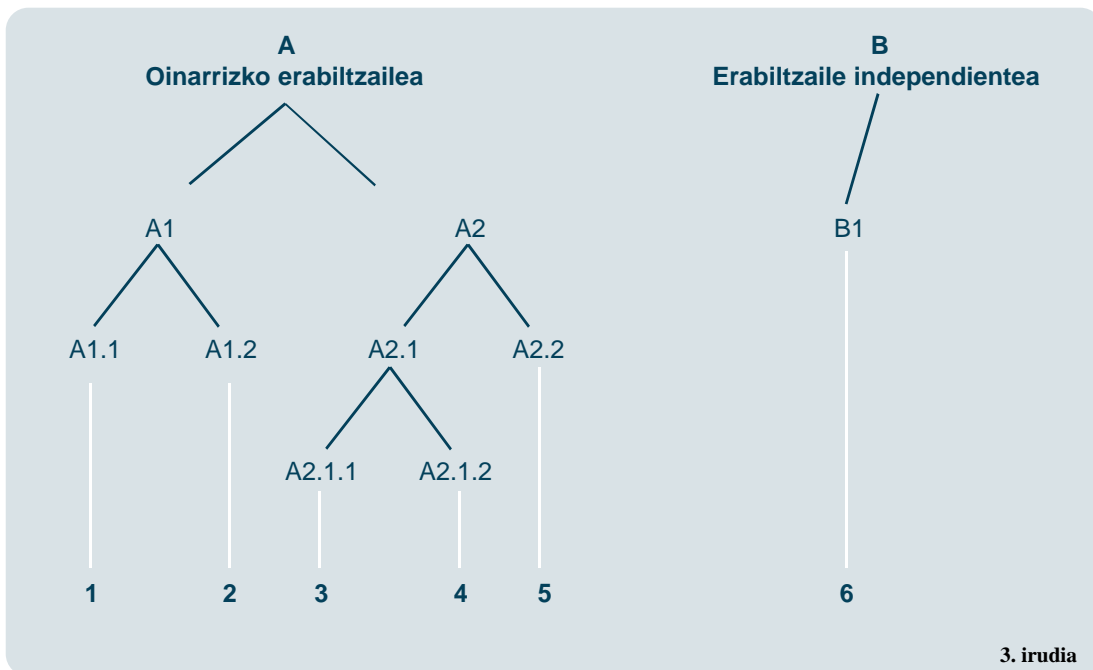 A
Oinarrizko erabiltzailea
B
Erabiltzaile independientea
A1
A2
B1
A1.1
A1.2
A2.1
A2.2
A2.1.1
A2.1.2
1
2
3
4
5
6
3. irudia